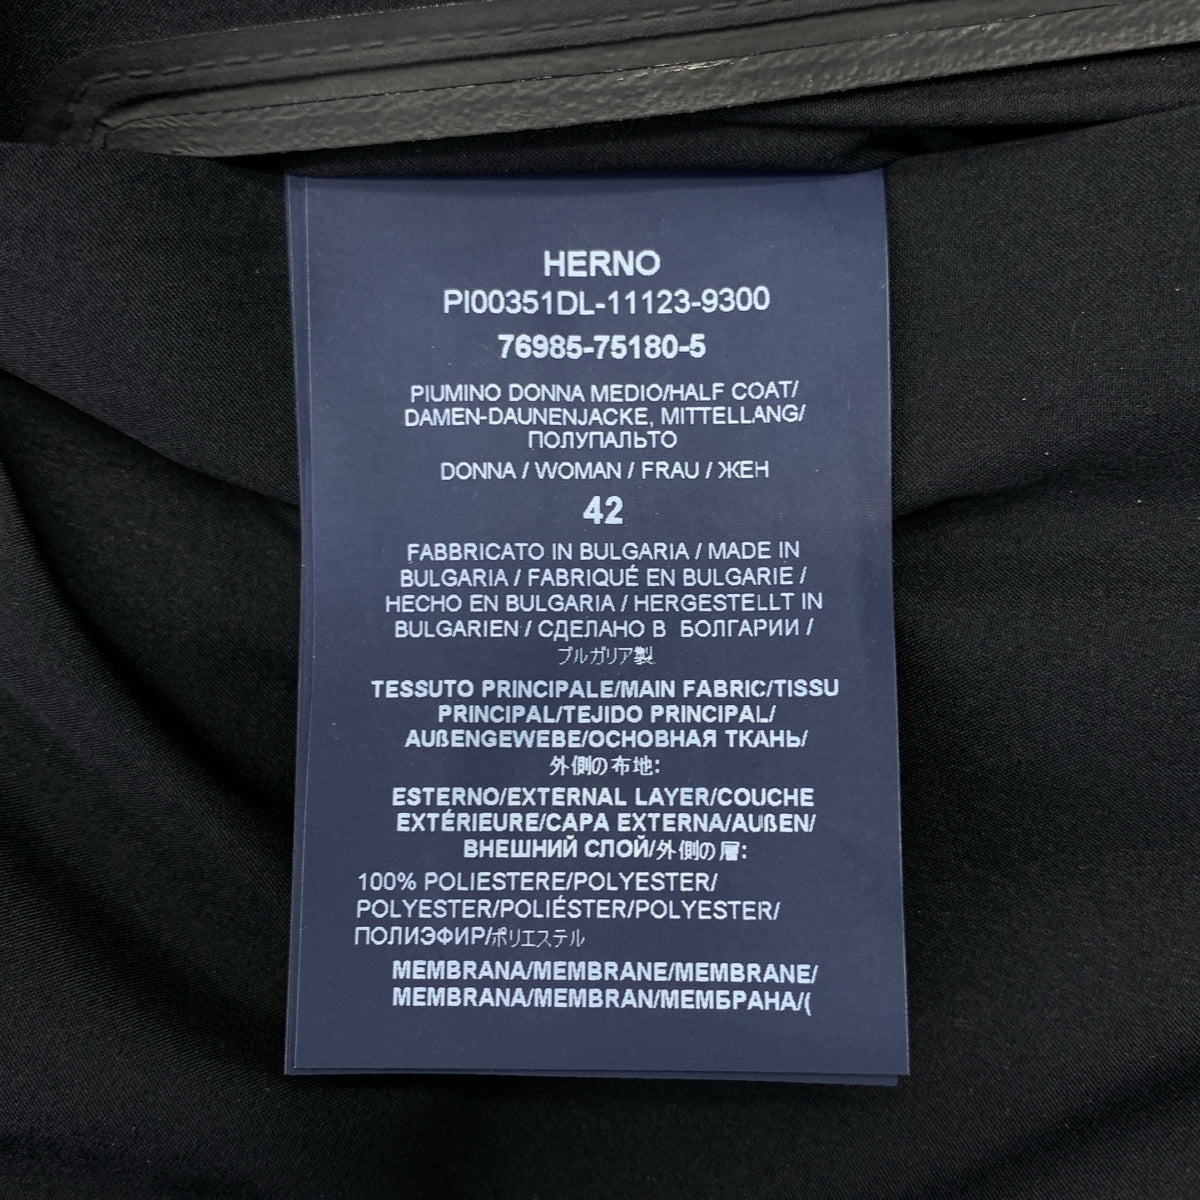 HERNO
PI00351DL-11123-9300
76985-75180-5
PIUMINO DONNA MEDIO/HALF COAT/
DAMEN-DAUNENJACKE, MITTELLANG/
ПОЛУПАЛЬТО
DONNA / WOMAN / FRAU / ЖЕН
42
FABBRICATO IN BULGARIA / MADE IN
BULGARIA / FABRIQUÉ EN BULGARIE /
HECHO EN BULGARIA / HERGESTELLT IN
BULGARIEN / СДЕЛАНО В БОЛГАРИИ /
ブルガリア製
TESSUTO PRINCIPALE/MAIN FABRIC/TISSU
PRINCIPAL/TEJIDO PRINCIPAL/
AUßENGEWEBE/ОСНОВНАЯ ТКАНЬ/
外側の布地:
ESTERNO/EXTERNAL LAYER/COUCHE
EXTÉRIEURE/CAPA EXTERNA/AUßEN/
ВНЕШНИЙ СЛОЙ/外側の層:
100% POLIESTERE/POLYESTER/
POLYESTER/POLIÉSTER/POLYESTER/
ПОЛИЭФИР/ポリエステル
MEMBRANA/MEMBRANE/MEMBRANE/
MEMBRANA/MEMBRAN/МЕМБРАНА/(